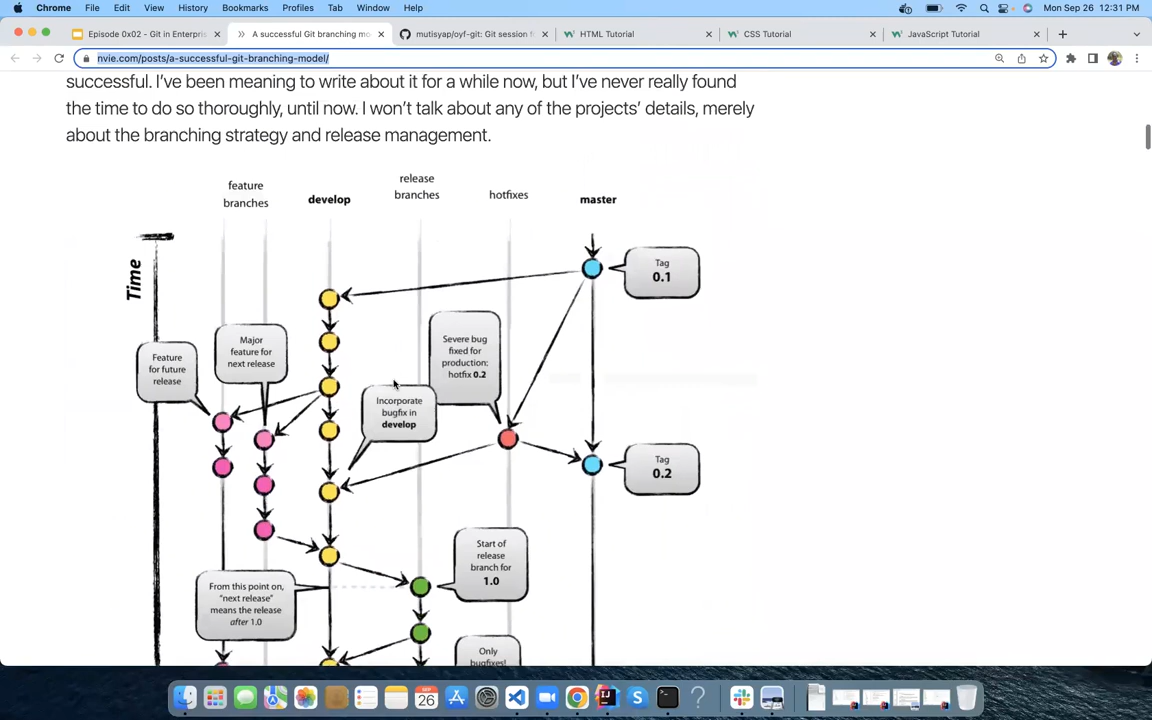 Chrome File Edit View History Bookmarks Profiles Tab Window Help Mon Sep 26 12:31 PM
Episode 0x02 - Git in Enterpri
A successful Git branching mo
mutisyap/oyf-git: Git session f
HTML Tutorial
CSS Tutorial
JavaScript Tutorial
nvie.com/posts/a-successful-git-branching-model/
successful. I've been meaning to write about it for a while now, but I've never really found
the time to do so thoroughly, until now. I won't talk about any of the projects' details, merely
about the branching strategy and release management.
feature
branches
develop
release
branches
hotfixes
master
Time
Tag
0.1
Feature
for future
release
Major
feature for
next release
Severe bug
fixed for
production:
hotfix 0.2
Incorporate
bugfix in
develop
Tag
0.2
Start of
release
branch for
1.0
From this point on,
"next release"
means the release
after 1.0
Only
bugfixes!
SEP
26